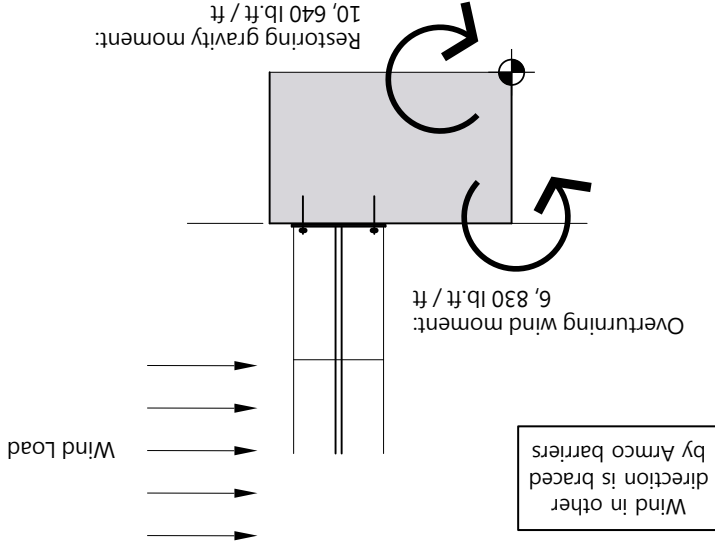 Wind in other
direction is braced
by Armco barriers
Wind Load
Overturning wind moment:
6, 830 lb.ft / ft
Restoring gravity moment:
10, 640 lb.ft / ft